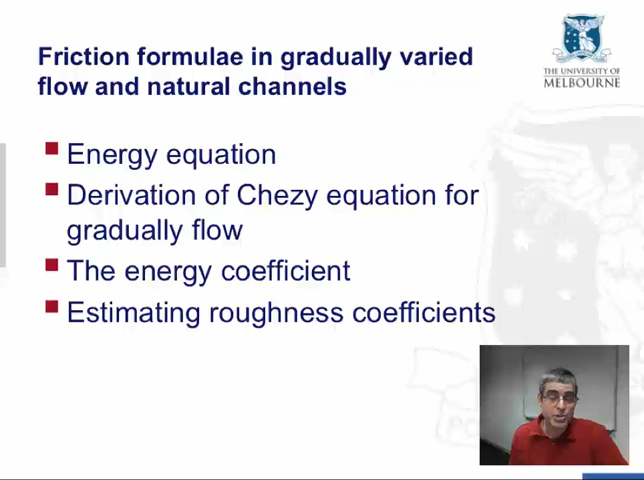 Friction formulae in gradually varied
flow and natural channels
THE UNIVERSITY OF
MELBOURNE
Energy equation
Derivation of Chezy equation for
gradually flow
The energy coefficient
Estimating roughness coefficients